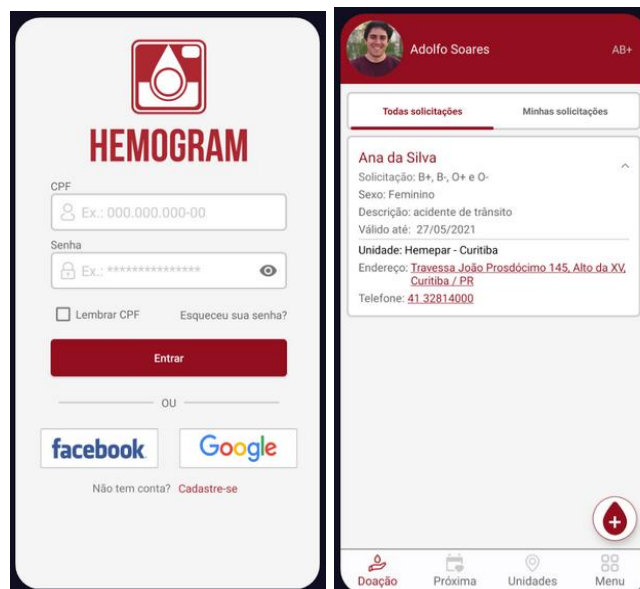 HEMOGRAM
CPF
Ex.: 000.000.000-00
Senha
Ex.: ***************
Lembrar CPF Esqueceu sua senha?
Entrar
OU
facebook Google
Não tem conta? Cadastre-se
Adolfo Soares AB+
Todas solicitações Minhas solicitações
Ana da Silva
Solicitação: B+, B-, O+ e O-
Sexo: Feminino
Descrição: acidente de trânsito
Válido até: 27/05/2021
Unidade: Hemepar - Curitiba
Endereço: Travessa João Prosdócimo 145, Alto da XV,
Curitiba / PR
Telefone: 41 32814000
Doação Próxima Unidades Menu